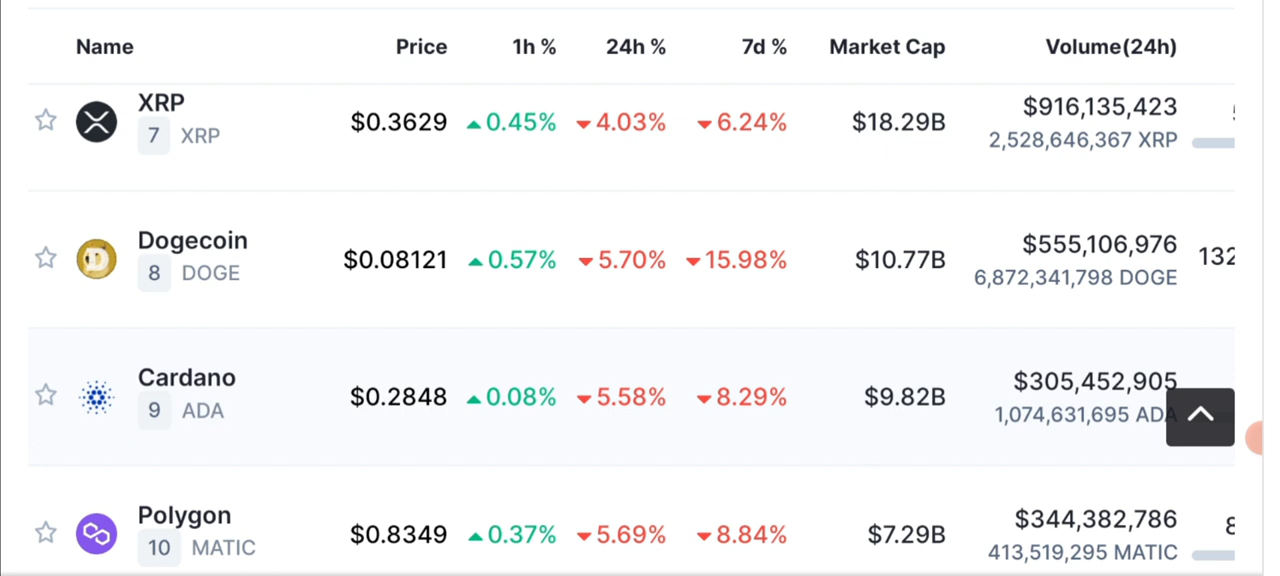 Name Price 1h % 24h % 7d % Market Cap Volume(24h)
XRP
7 XRP $0.3629 0.45% 4.03% 6.24% $18.29B $916,135,423
2,528,646,367 XRP
Dogecoin
8 DOGE $0.08121 0.57% 5.70% 15.98% $10.77B $555,106,976
6,872,341,798 DOGE 132
Cardano
9 ADA $0.2848 0.08% 5.58% 8.29% $9.82B $305,452,905
1,074,631,695 ADA
Polygon
10 MATIC $0.8349 0.37% 5.69% 8.84% $7.29B $344,382,786
413,519,295 MATIC 8